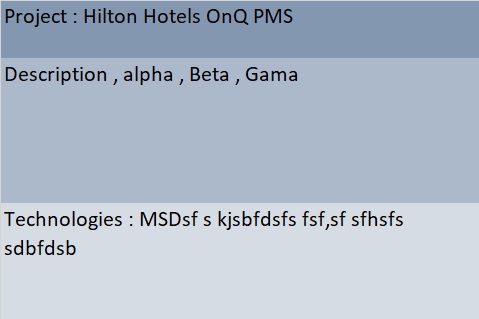 Project : Hilton Hotels OnQ PMS
Description , alpha , Beta , Gama
Technologies : MSDsf s kjsbfdsfs fsf,sf sfhsfs
sdbfdsb